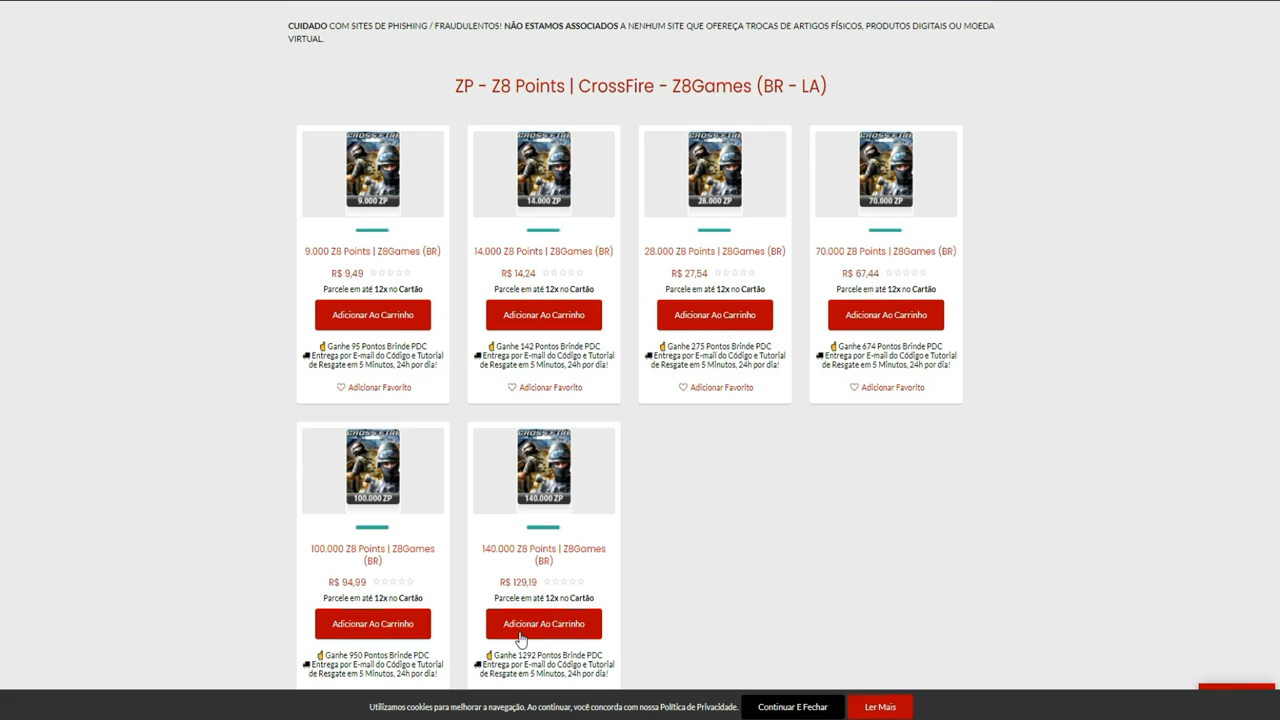 CUIDADO COM SITES DE PHISHING / FRAUDULENTOS! NÃO ESTAMOS ASSOCIADOS A NENHUM SITE QUE OFEREÇA TROCAS DE ARTIGOS FÍSICOS, PRODUTOS DIGITAIS OU MOEDA
VIRTUAL.
ZP - Z8 Points | CrossFire - Z8Games (BR - LA)
CROSSFIRE
9.000 ZP
9.000 Z8 Points | Z8Games (BR)
R$ 9,49
Parcele em até 12x no Cartão
Adicionar Ao Carrinho
Ganhe 95 Pontos Brinde PDC
Entrega por E-mail do Código e Tutorial
de Resgate em 5 Minutos, 24h por dia!
Adicionar Favorito
CROSSFIRE
14.000 ZP
14.000 Z8 Points | Z8Games (BR)
R$ 14,24
Parcele em até 12x no Cartão
Adicionar Ao Carrinho
Ganhe 142 Pontos Brinde PDC
Entrega por E-mail do Código e Tutorial
de Resgate em 5 Minutos, 24h por dia!
Adicionar Favorito
CROSSFIRE
28.000 ZP
28.000 Z8 Points | Z8Games (BR)
R$ 27,54
Parcele em até 12x no Cartão
Adicionar Ao Carrinho
Ganhe 275 Pontos Brinde PDC
Entrega por E-mail do Código e Tutorial
de Resgate em 5 Minutos, 24h por dia!
Adicionar Favorito
CROSSFIRE
70.000 ZP
70.000 Z8 Points | Z8Games (BR)
R$ 67,44
Parcele em até 12x no Cartão
Adicionar Ao Carrinho
Ganhe 674 Pontos Brinde PDC
Entrega por E-mail do Código e Tutorial
de Resgate em 5 Minutos, 24h por dia!
Adicionar Favorito
CROSSFIRE
100.000 ZP
100.000 Z8 Points | Z8Games
(BR)
R$ 94,99
Parcele em até 12x no Cartão
Adicionar Ao Carrinho
Ganhe 950 Pontos Brinde PDC
Entrega por E-mail do Código e Tutorial
de Resgate em 5 Minutos, 24h por dia!
CROSSFIRE
140.000 ZP
140.000 Z8 Points | Z8Games
(BR)
R$ 129,19
Parcele em até 12x no Cartão
Adicionar Ao Carrinho
Ganhe 1292 Pontos Brinde PDC
Entrega por E-mail do Código e Tutorial
de Resgate em 5 Minutos, 24h por dia!
Utilizamos cookies para melhorar a navegação. Ao continuar, você concorda com nossa Política de Privacidade.
Continuar E Fechar
Ler Mais